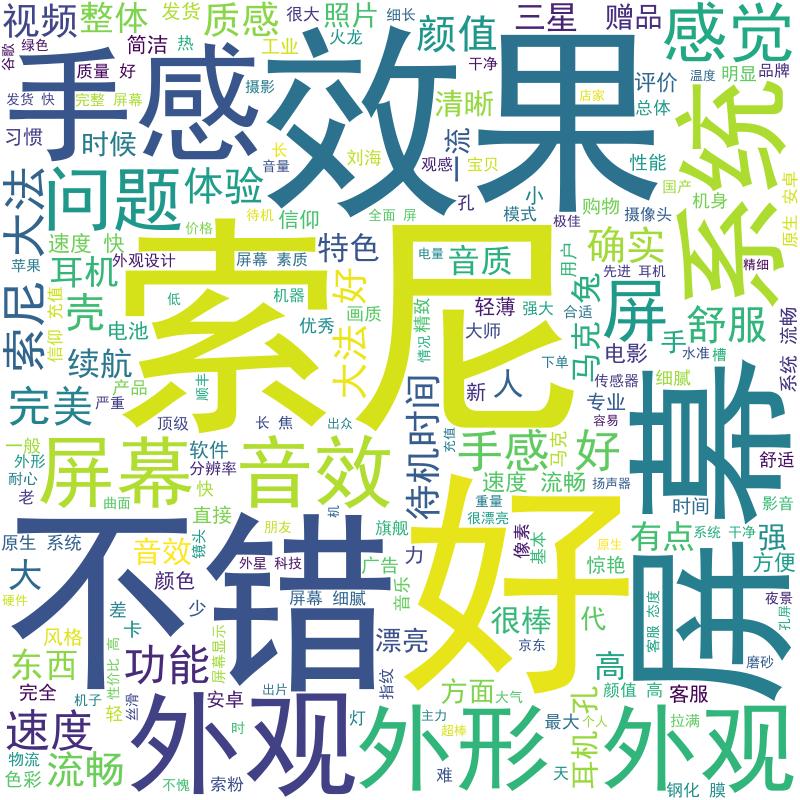 视频
整体
发货
质感
很大
照片
细长
颜值
三星
赠品
感觉
谷歌
绿色
简洁
热
工业
火龙
干净
质量 好
手感
效果
摄影
清晰
一流
店家
评价
总体
温度
明显
品牌
发货 快
完整 屏幕
习惯
时候
长
音量
刘海
观感
宝贝
性能
系统
大法
问题
体验
待机
信仰
全面 屏
孔
模式
小
极佳
购物
摄像头
国产
机身
原生 安卓
速度 快
价格
苹果
耳机
外观设计
屏幕 素质
特色
电量
音质
用户
先进 耳机
确实
精细
索尼
信仰 充值
壳
底
机器
大法 好
画质
情况
精致
轻薄
强大
合适
马克 兔
屏
舒服
电池
优秀
大师
电影
手
水准
槽
系统 流畅
续航
索尼
下单
传感器
细腻
产品
顺丰
新
人
完美
严重
待机时间
专业
屏幕
顶级
长 焦
出众
充值
容易
一般
外形
软件
手感 好
马克
屏幕
音效
分辨率
耐心
老
快
曲面
速度 流畅
扬声器
舒适
机
重量
很漂亮
时间
影音
不错
好
直接
朋友
旗舰
像素
基本
原生
有点
系统 干净
强
原生 系统
音效
镜头
外星 科技
广告
力
惊艳
方便
大
颜色
音乐
硬件
差
少
屏幕 细腻
很棒
代
客服 态度
夜景
孔屏
风格
卡
漂亮
京东
东西
性价比 高
功能
屏幕显示
指纹
高
磨砂
完全
机子
轻
丝滑
安卓
出片
方面
大气
颜值 高
客服
速度
外观
时
灯
外形
主力
超棒
最大
耳机 孔
个人
外观
拉满
物流
色彩
流畅
不愧
索粉
难
天
钢化 膜